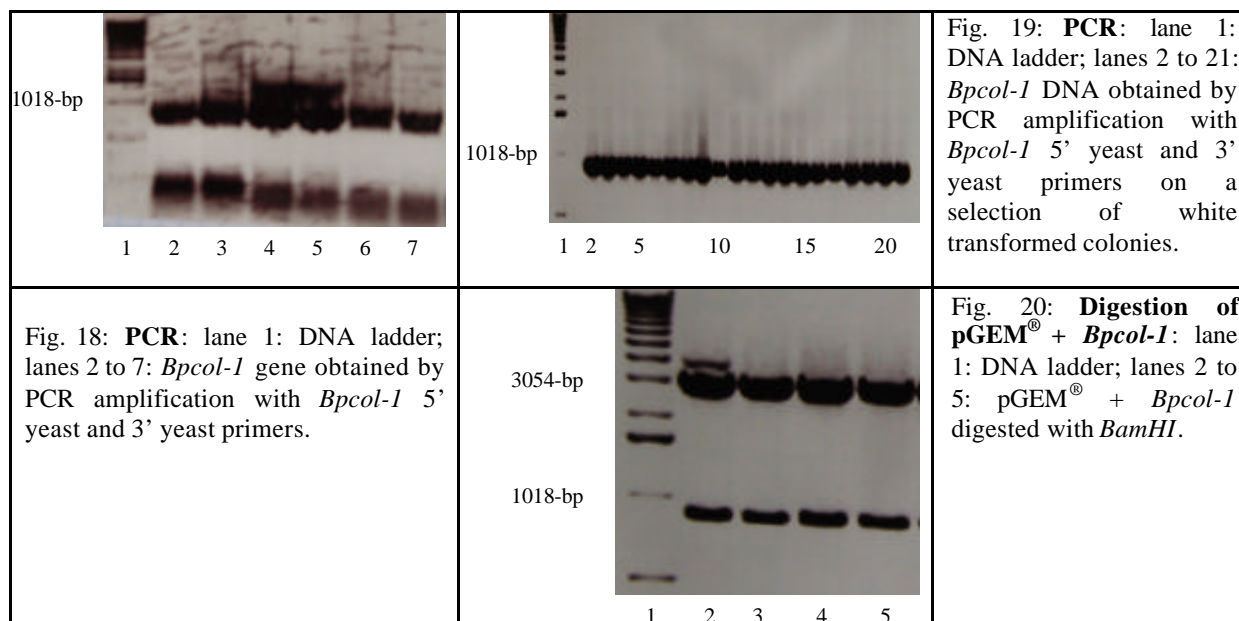 1018-bp
1 2 3 4 5 6 7
1018-bp
1 2 5 10 15 20
Fig. 19: PCR: lane 1:
DNA ladder; lanes 2 to 21:
Bpcol-1 DNA obtained by
PCR amplification with
Bpcol-1 5’ yeast and 3’
yeast primers on a
selection of white
transformed colonies.
Fig. 18: PCR: lane 1: DNA ladder;
lanes 2 to 7: Bpcol-1 gene obtained by
PCR amplification with Bpcol-1 5’
yeast and 3’ yeast primers.
3054-bp
1018-bp
1 2 3 4 5
Fig. 20: Digestion of
pGEM® + Bpcol-1: lane
1: DNA ladder; lanes 2 to
5: pGEM® + Bpcol-1
digested with BamHI.